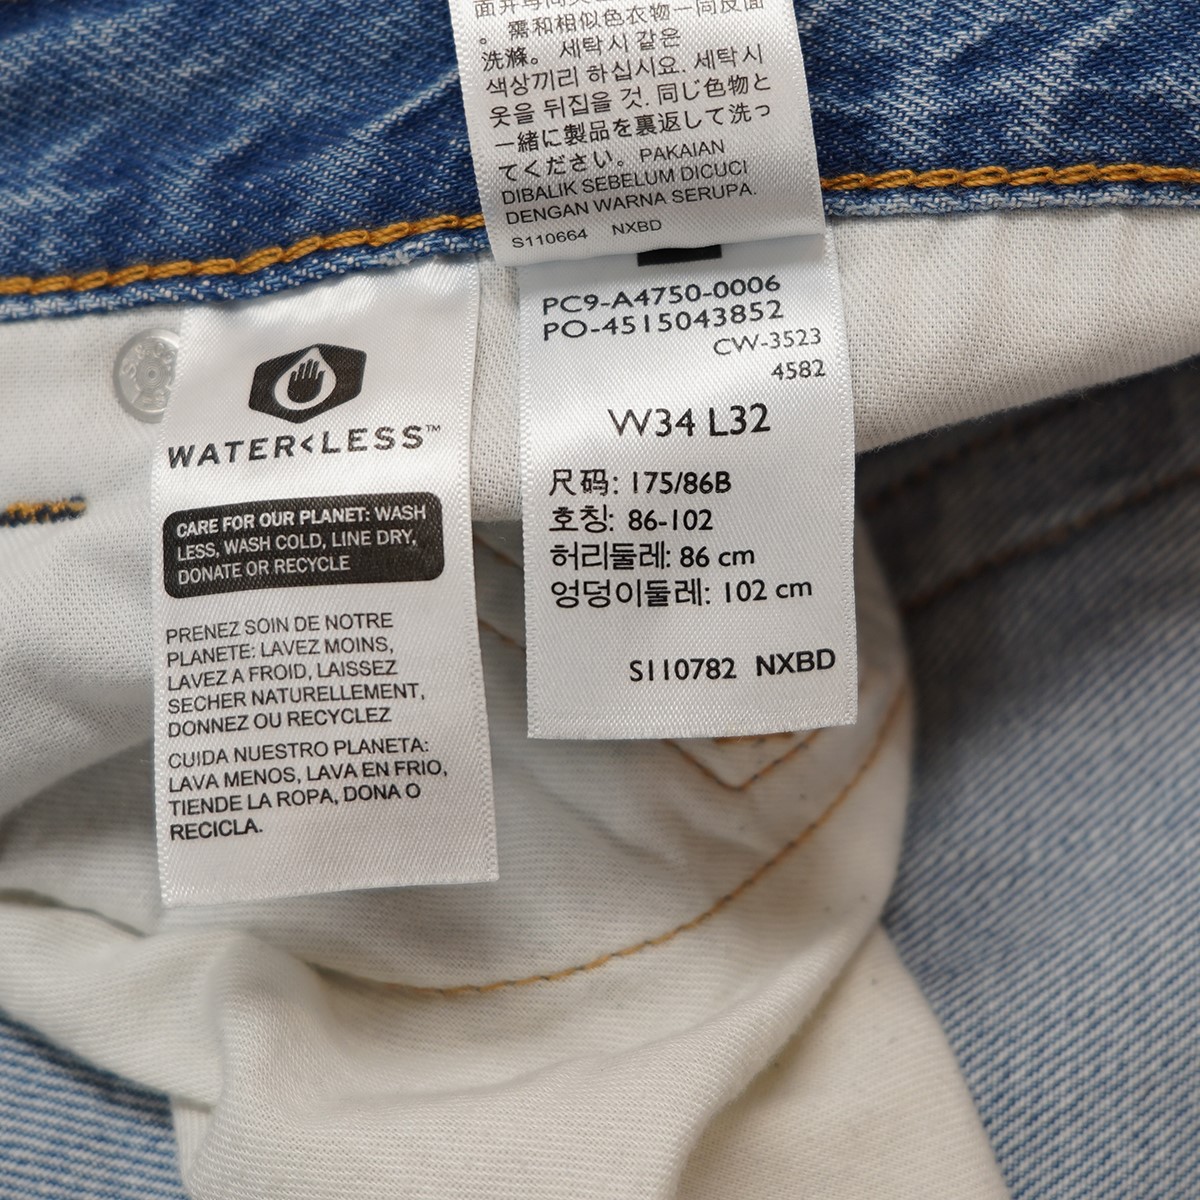 。需和相似色衣物一同反面
洗滌。 세탁시 같은
색상끼리 하십시요. 세탁시
옷을 뒤집을 것. 同じ色物と
一緒に製品を裏返して洗っ
てください。 PAKAIAN
DIBALIK SEBELUM DICUCI
DENGAN WARNA SERUPA.
S110664 NXBD
PC9-A4750-0006
PO-4515043852
CW-3523
4582
W34 L32
尺码: 175/86B
호칭: 86-102
허리둘레: 86 cm
엉덩이둘레: 102 cm
S110782 NXBD
WATER<LESS™
CARE FOR OUR PLANET: WASH
LESS, WASH COLD, LINE DRY,
DONATE OR RECYCLE
PRENEZ SOIN DE NOTRE
PLANETE: LAVEZ MOINS,
LAVEZ A FROID, LAISSEZ
SECHER NATURELLEMENT,
DONNEZ OU RECYCLEZ
CUIDA NUESTRO PLANETA:
LAVA MENOS, LAVA EN FRIO,
TIENDE LA ROPA, DONA O
RECICLA.